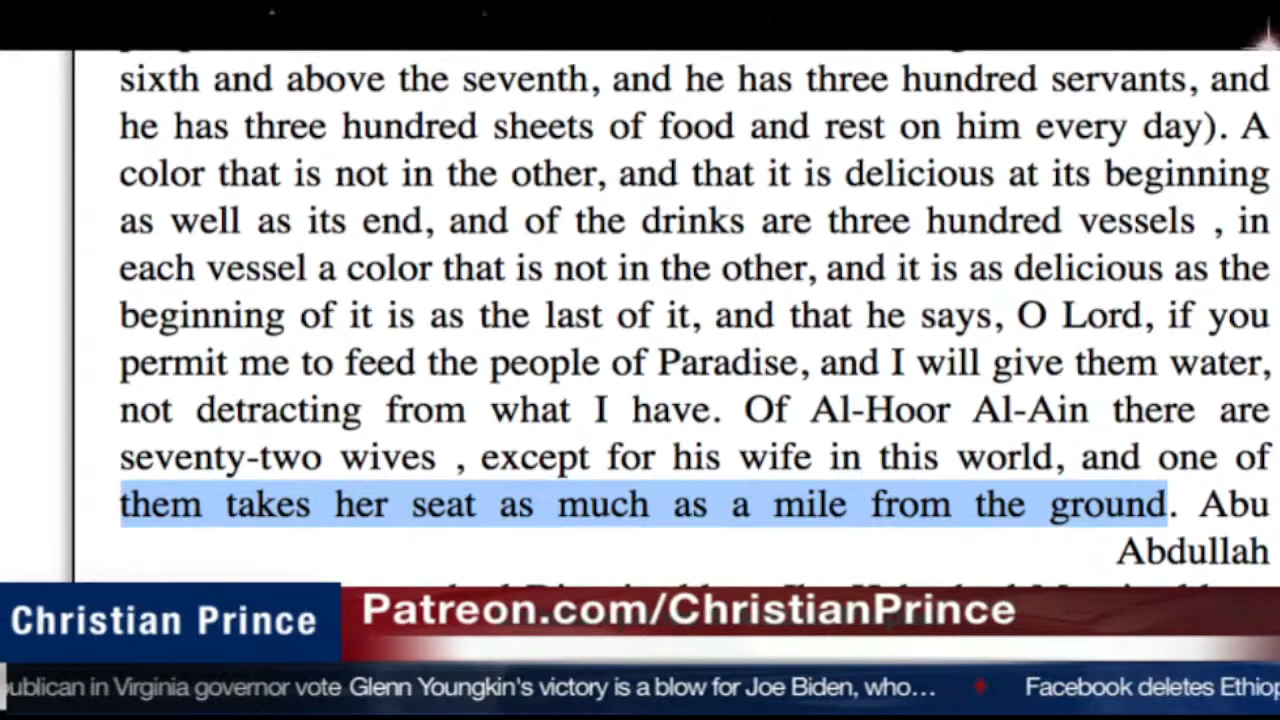 sixth and above the seventh, and he has three hundred servants, and
he has three hundred sheets of food and rest on him every day). A
color that is not in the other, and that it is delicious at its beginning
as well as its end, and of the drinks are three hundred vessels , in
each vessel a color that is not in the other, and it is as delicious as the
beginning of it is as the last of it, and that he says, O Lord, if you
permit me to feed the people of Paradise, and I will give them water,
not detracting from what I have. Of Al-Hoor Al-Ain there are
seventy-two wives , except for his wife in this world, and one of
them takes her seat as much as a mile from the ground. Abu
Abdullah
Christian Prince
Patreon.com/ChristianPrince
ublican in Virginia governor vote Glenn Youngkin's victory is a blow for Joe Biden, who... Facebook deletes Ethiop